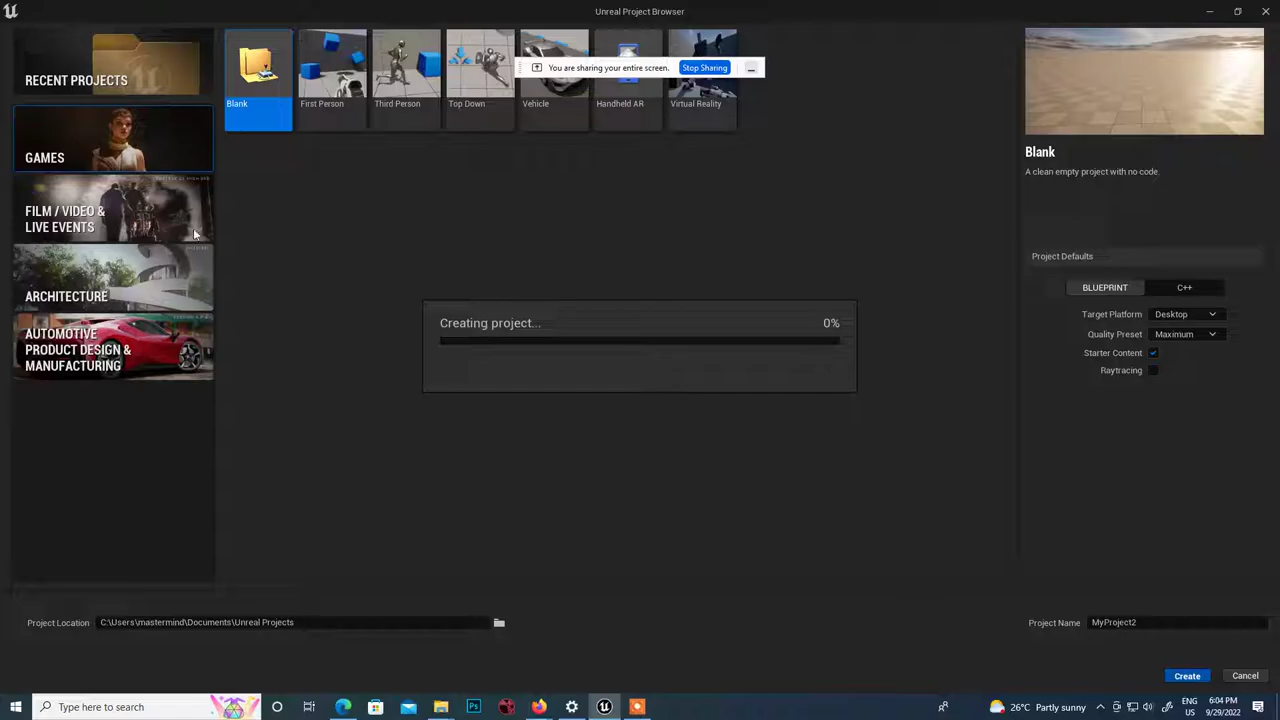 Unreal Project Browser
RECENT PROJECTS
GAMES
FILM / VIDEO &
LIVE EVENTS
ARCHITECTURE
AUTOMOTIVE
PRODUCT DESIGN &
MANUFACTURING
Blank
First Person
Third Person
Top Down
Vehicle
Handheld AR
Virtual Reality
You are sharing your entire screen.
Stop Sharing
Creating project...
0%
Blank
A clean empty project with no code.
Project Defaults
BLUEPRINT
C++
Target Platform
Desktop
Quality Preset
Maximum
Starter Content
Raytracing
Project Location
C:\Users\mastermind\Documents\Unreal Projects
Project Name
MyProject2
Create
Cancel
Type here to search
Ps
26°C Partly sunny
ENG
US
6:04 PM
9/29/2022